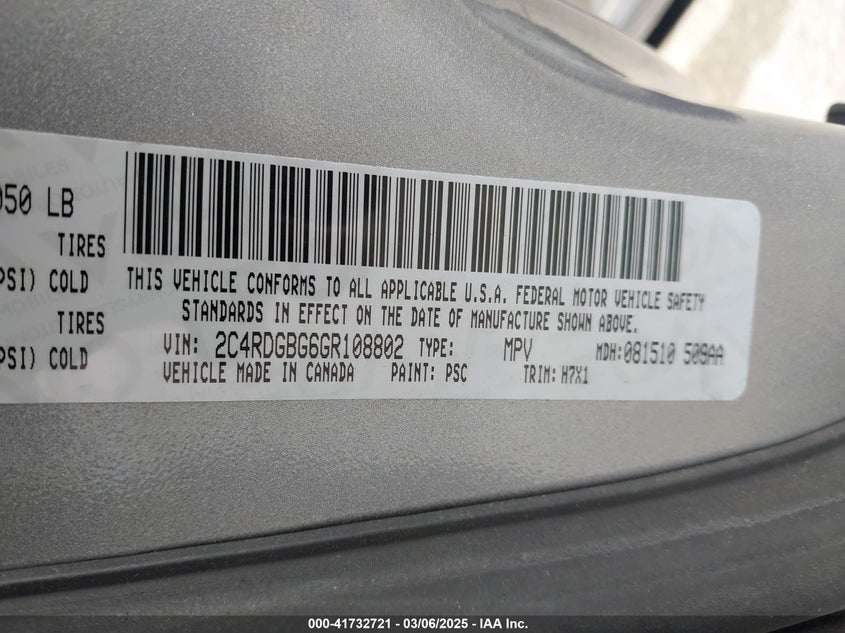 050 LB
TIRES
PSI) COLD
TIRES
PSI) COLD
THIS VEHICLE CONFORMS TO ALL APPLICABLE U.S.A. FEDERAL MOTOR VEHICLE SAFETY
STANDARDS IN EFFECT ON THE DATE OF MANUFACTURE SHOWN ABOVE.
VIN: 2C4RDGBG6GR108802 TYPE: MPV MDH:081510 509AA
VEHICLE MADE IN CANADA PAINT: PSC TRIM: H7X1
000-41732721 - 03/06/2025 - IAA Inc.